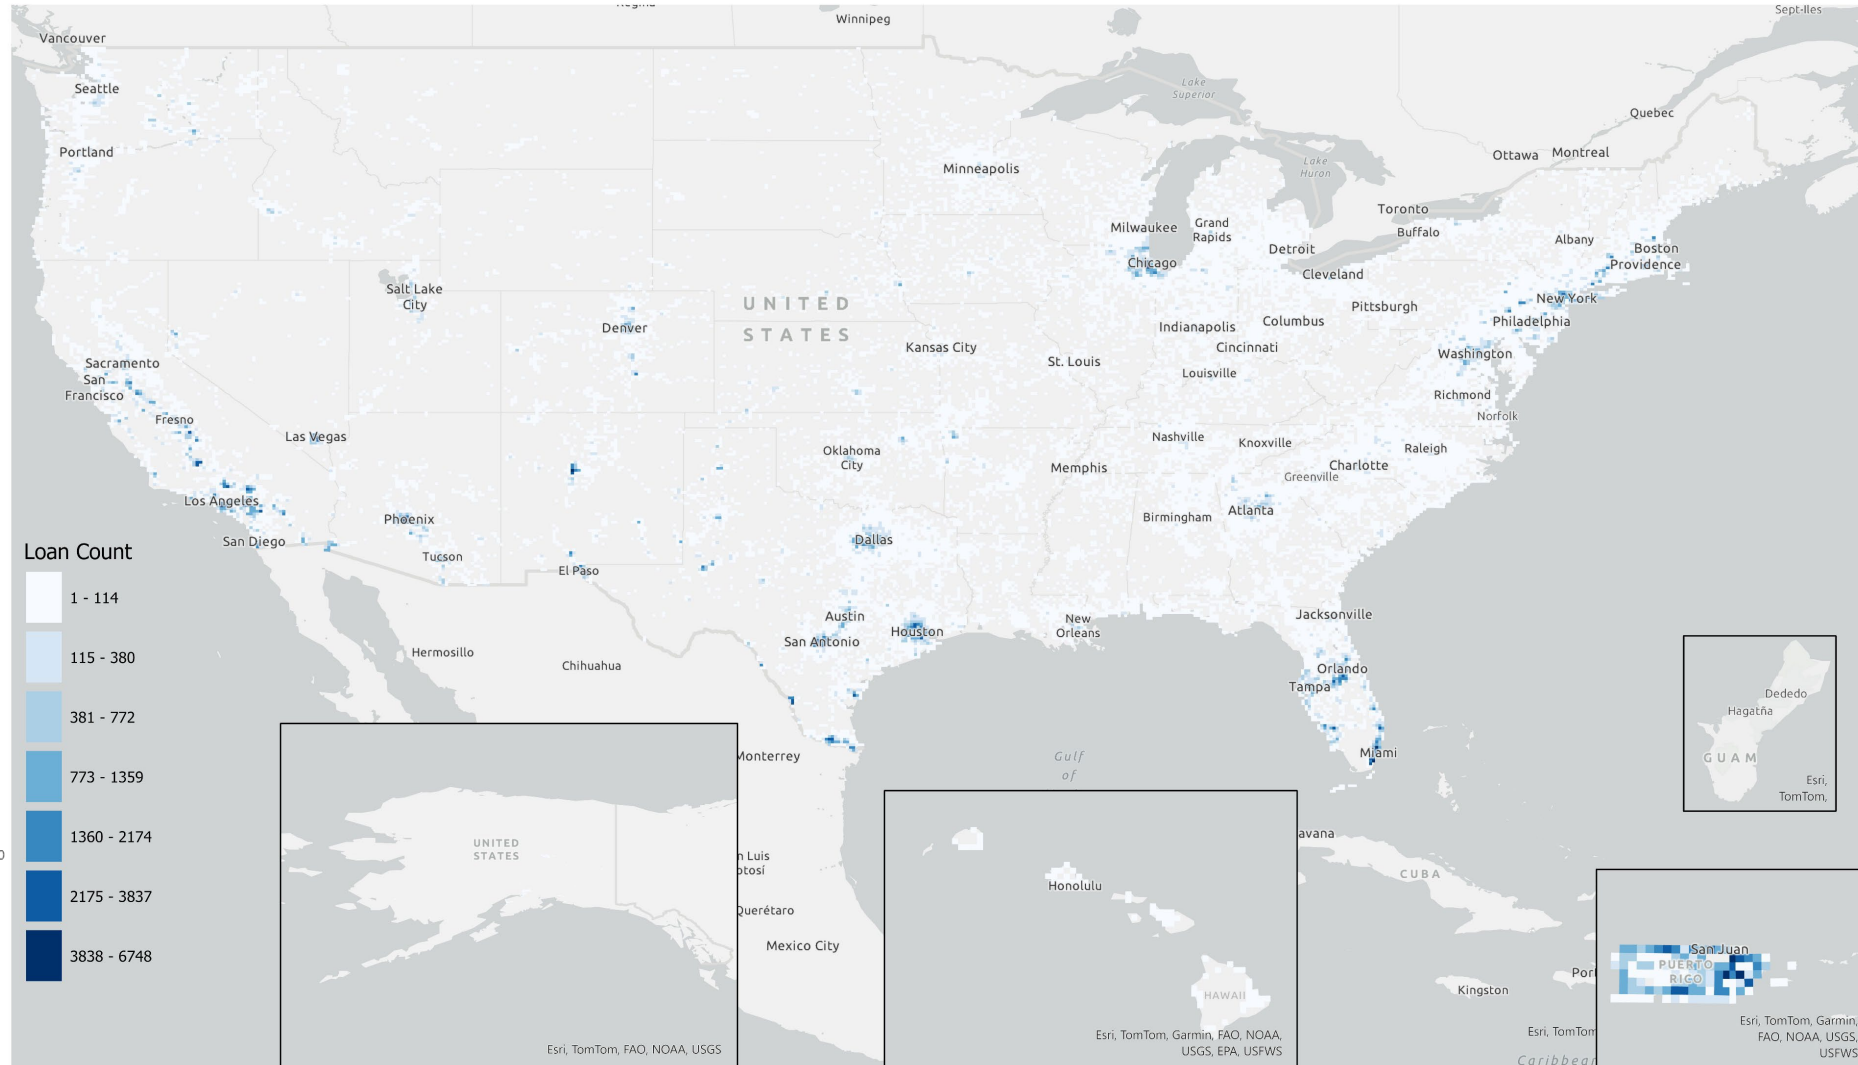 Winnipeg
Sept-Iles
Vancouver
Seattle
Lake
Superior
Quebec
Portland
Ottawa
Montreal
Minneapolis
Lake
Huron
Toronto
Milwaukee
Grand
Rapids
Buffalo
Detroit
Albany
Boston
Chicago
Providence
Cleveland
Salt Lake
City
UNITED
STATES
New York
Pittsburgh
Denver
Indianapolis
Columbus
Philadelphia
Kansas City
Cincinnati
Washington
St. Louis
Sacramento
San
Francisco
Louisville
Richmond
Fresno
Norfolk
Las Vegas
Nashville
Knoxville
Raleigh
Oklahoma
City
Memphis
Charlotte
Greenville
Los Angeles
Phoenix
Birmingham
Atlanta
San Diego
Dallas
Tucson
El Paso
Loan Count
1 - 114
115 - 380
381 - 772
773 - 1359
1360 - 2174
2175 - 3837
3838 - 6748
Austin
San Antonio
Houston
New
Orleans
Jacksonville
Hermosillo
Chihuahua
Orlando
Tampa
Miami
Monterrey
Gulf
of
Dededo
Hagatña
GUAM
Esri,
TomTom,
UNITED
STATES
Esri, TomTom, FAO, NOAA, USGS
n Luis
otosí
Querétaro
Mexico City
Honolulu
HAWAII
Esri, TomTom, Garmin, FAO, NOAA,
USGS, EPA, USFWS
avana
CUBA
Kingston
Por
Esri, TomTom
Caribbean
San Juan
PUERTO
RICO
Esri, TomTom, Garmin,
FAO, NOAA, USGS,
USFWS